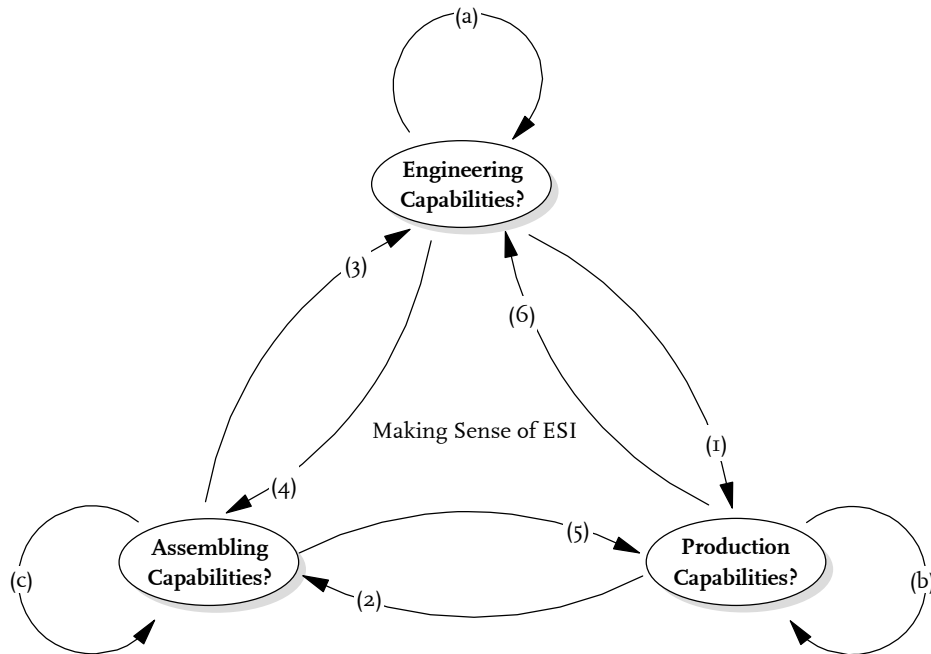 (a)
Engineering
Capabilities?
(3)
(6)
Making Sense of ESI
(1)
(4)
(5)
Assembling
Capabilities?
Production
Capabilities?
(c)
(b)
(2)